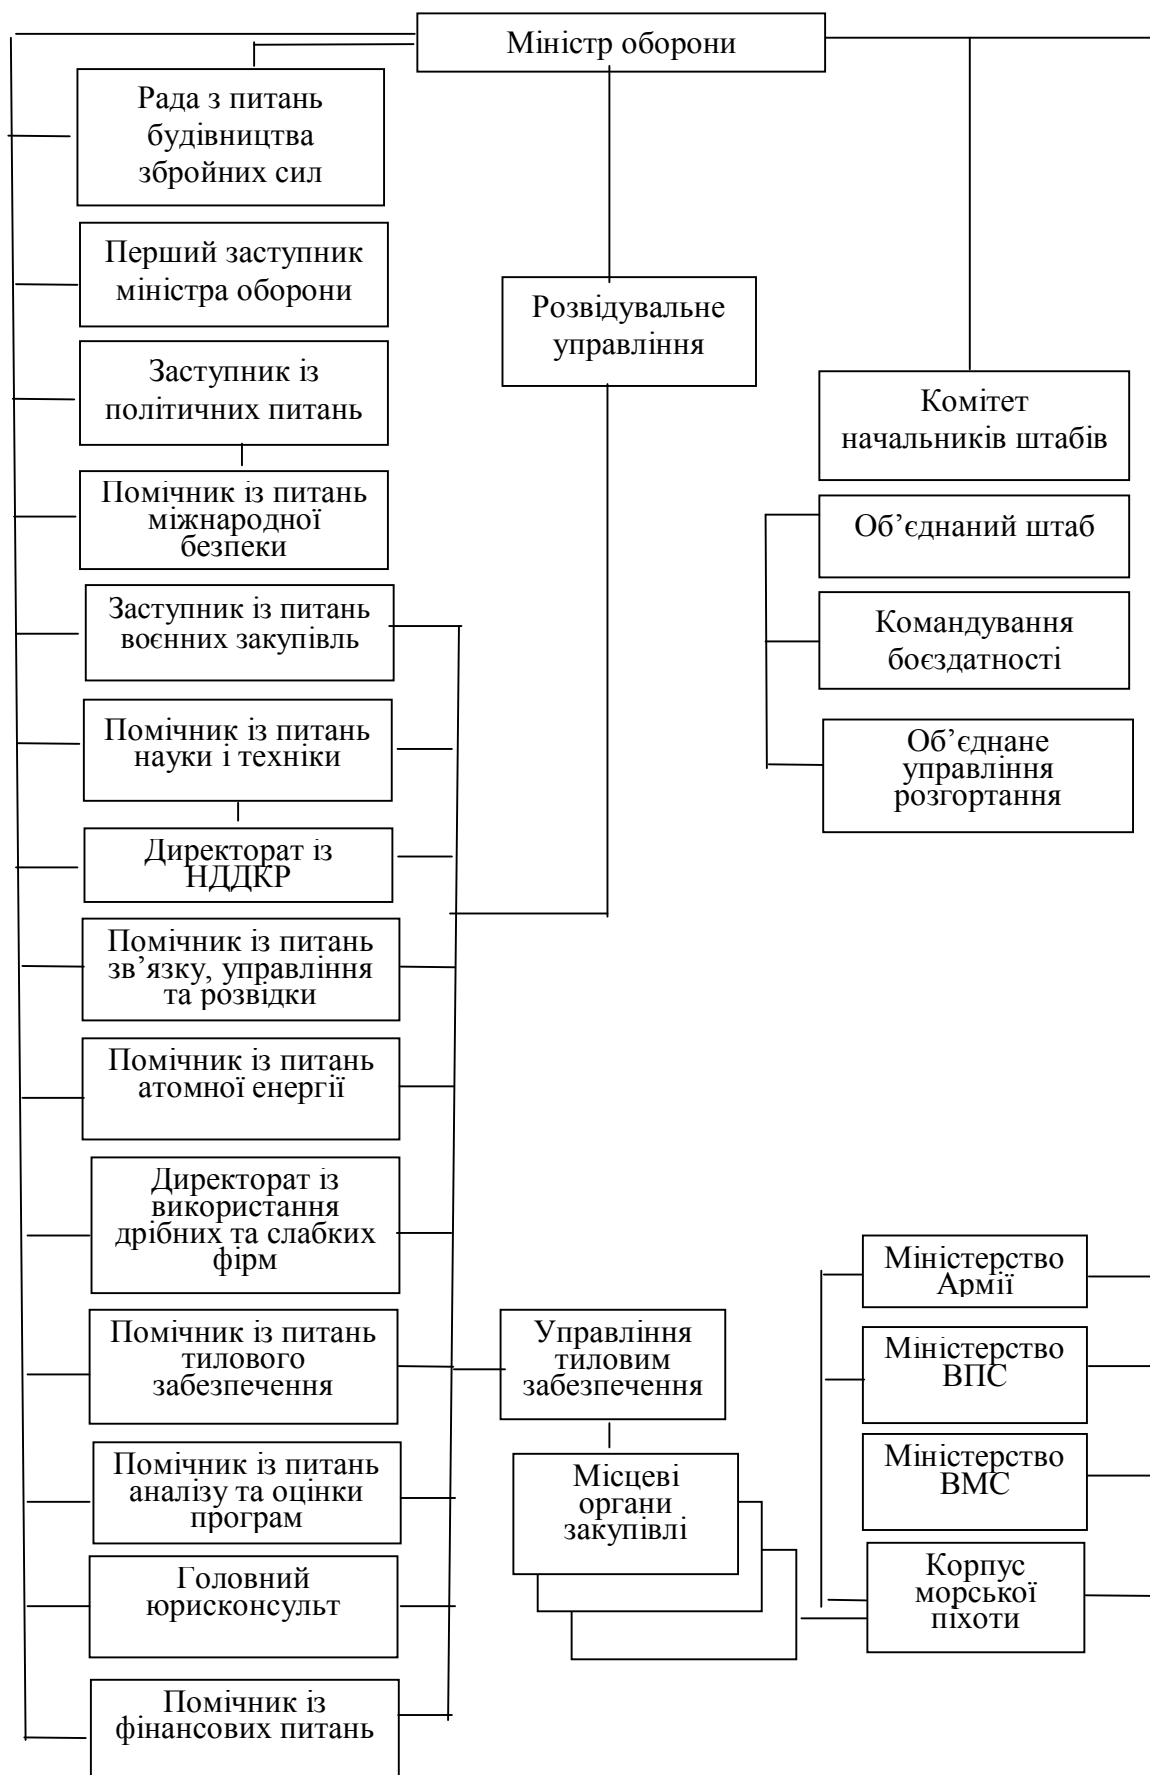 Міністр оборони
Рада з питань
будівництва
збройних сил
Перший заступник
міністра оборони
Розвідувальне
управління
Заступник із
політичних питань
Комітет
начальників штабів
Помічник із питань
міжнародної
безпеки
Об’єднаний штаб
Заступник із питань
воєнних закупівль
Командування
боєздатності
Помічник із питань
науки і техніки
Об’єднане
управління
розгортання
Директорат із
НДДКР
Помічник із питань
зв’язку, управління
та розвідки
Помічник із питань
атомної енергії
Директорат із
використання
дрібних та слабких
фірм
Міністерство
Армії
Помічник із питань
тилового
забезпечення
Управління
тиловим
забезпечення
Міністерство
ВПС
Помічник із питань
аналізу та оцінки
програм
Місцеві
органи
закупівлі
Міністерство
ВМС
Головний
юрисконсульт
Корпус
морської
піхоти
Помічник із
фінансових питань